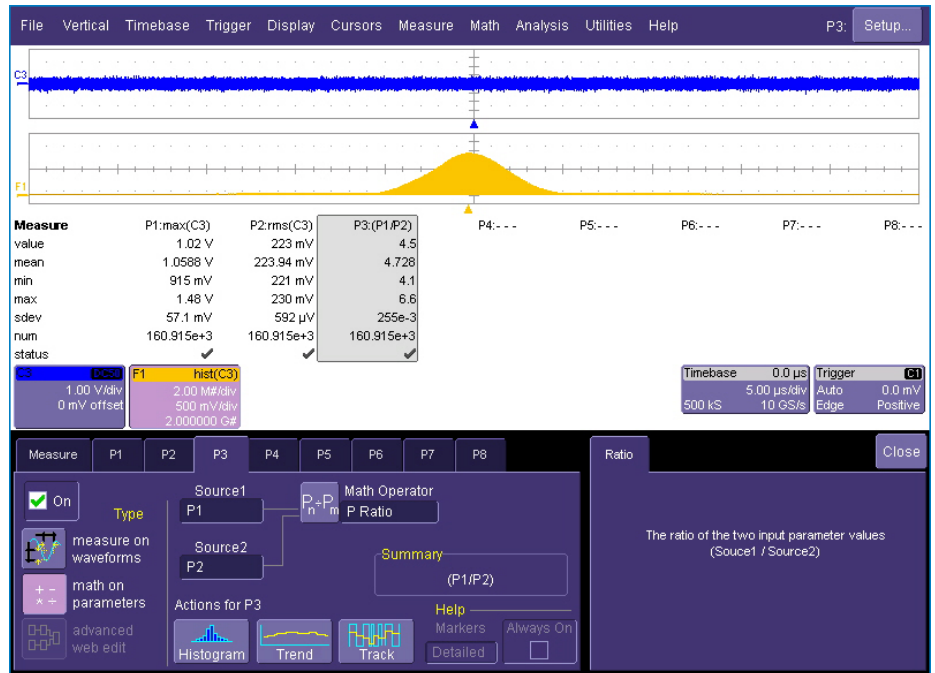 File Vertical Timebase Trigger Display Cursors Measure Math Analysis Utilities Help P3: Setup...
C3
F1
Measure P1:max(C3) P2:rms(C3) P3:(P1/P2) P4:- - - P5:- - - P6:- - - P7:- - - P8:- - -
value 1.02 V 223 mV 4.5
mean 1.0588 V 223.94 mV 4.728
min 915 mV 221 mV 4.1
max 1.48 V 230 mV 6.6
sdev 57.1 mV 592 µV 255e-3
num 160.915e+3 160.915e+3 160.915e+3
status
C3 F1 hist(C3) Timebase 0.0 µs Trigger C1
1.00 V/div 2.00 M#/div 5.00 µs/div Auto 0.0 mV
0 mV offset 500 mV/div 500 kS 10 GS/s Edge Positive
2.000000 G#
Measure P1 P2 P3 P4 P5 P6 P7 P8 Ratio Close
On
Type
Source1
P1
Pn÷Pm
Math Operator
P Ratio
measure on
waveforms
Source2
P2
Summary
(P1/P2)
math on
parameters
Actions for P3
Help
Markers Always On
advanced
web edit
Histogram Trend Track Detailed
The ratio of the two input parameter values
(Souce1 / Source2)